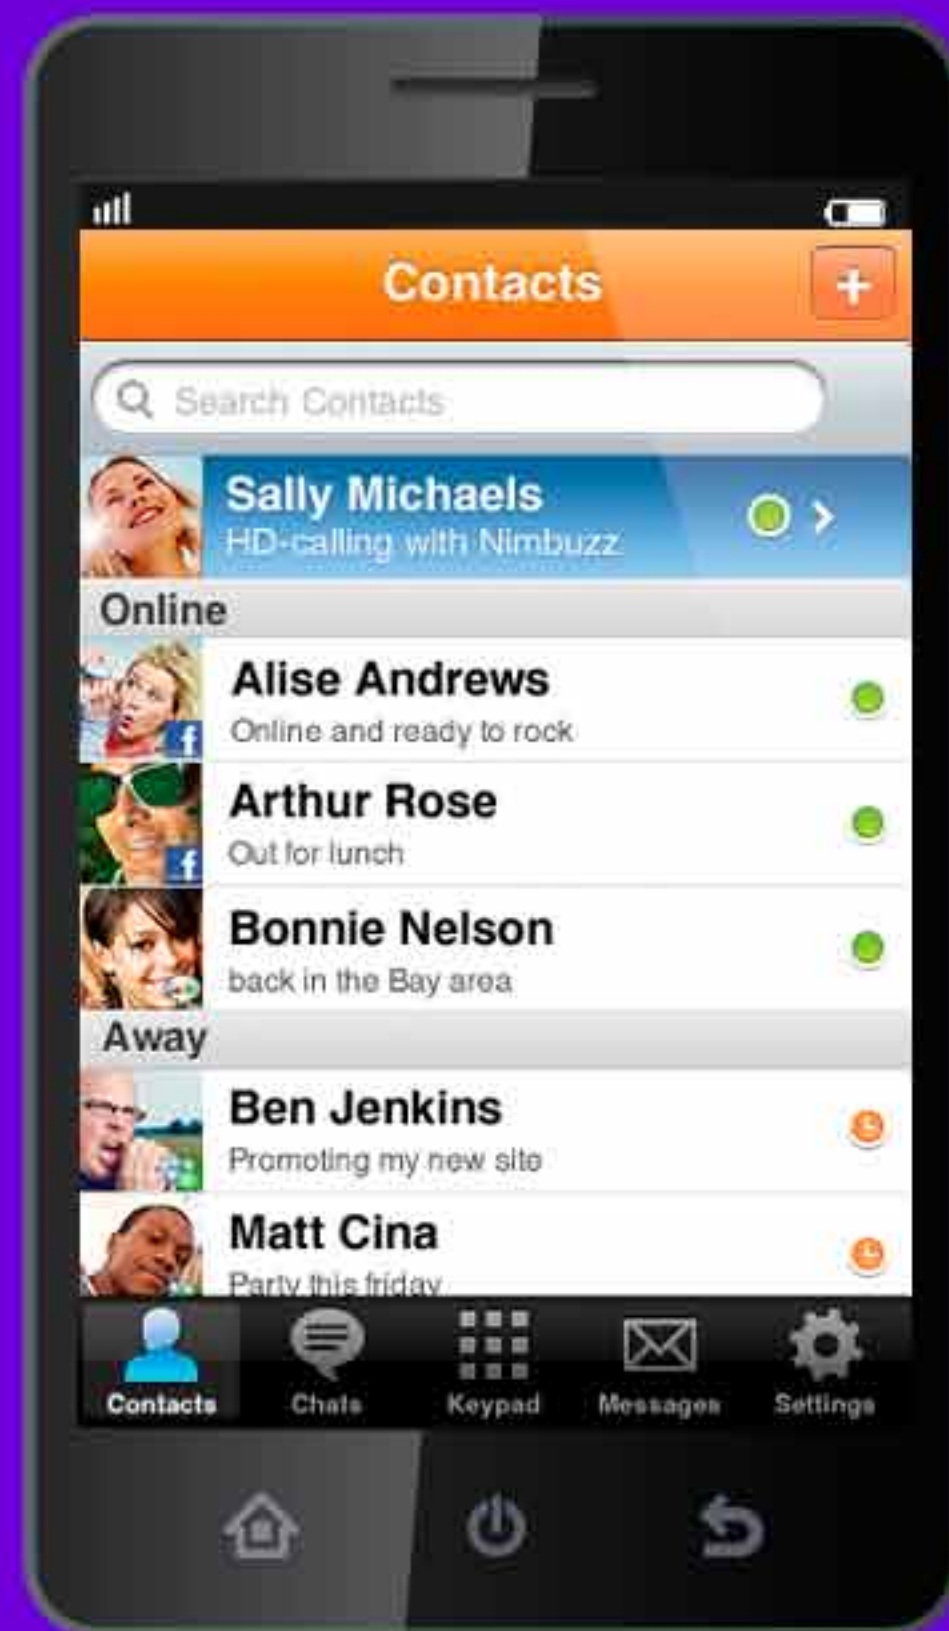 Contacts
+
Search Contacts
Sally Michaels
HD-calling with Nimbuzz
Online
Alise Andrews
Online and ready to rock
f
Arthur Rose
Out for lunch
f
Bonnie Nelson
back in the Bay area
Away
Ben Jenkins
Promoting my new site
Matt Cina
Party this friday
Contacts Chats Keypad Messages Settings